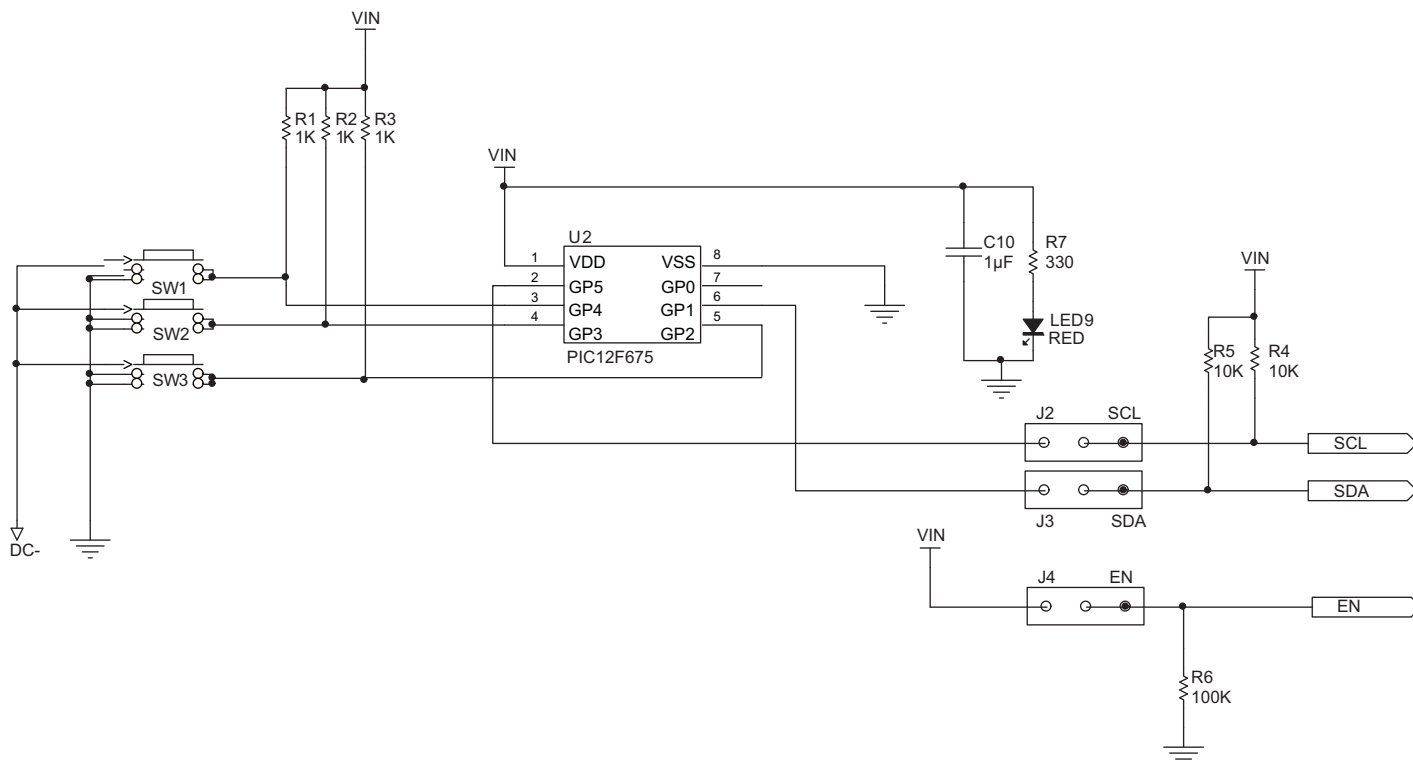 VIN
R1
1K
R2
1K
R3
1K
VIN
U2
1
VDD
VSS
8
2
GP5
GP0
7
3
GP4
GP1
6
4
GP3
GP2
5
PIC12F675
SW1
SW2
SW3
DC-
C10
1µF
R7
330
LED9
RED
VIN
R5
10K
R4
10K
J2
SCL
SCL
J3
SDA
SDA
VIN
J4
EN
EN
R6
100K